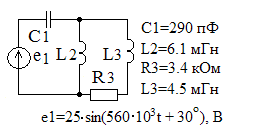 C1
e1
L2
L3
R3
C1=290 пФ
L2=6.1 мГн
R3=3.4 кОм
L3=4.5 мГн
e1=25·sin(560·10³t + 30°), В